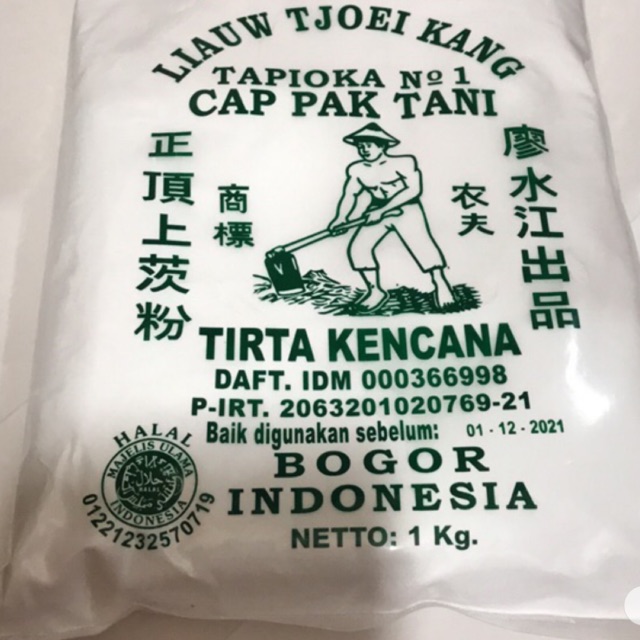 LIAUW TJOEI KANG
TAPIOKA Nº 1
CAP PAK TANI
正頂上茨粉
商標
农夫
廖水江出品
TIRTA KENCANA
DAFT. IDM 000366998
P-IRT. 2063201020769-21
Baik digunakan sebelum: 01-12-2021
HALAL
MAJELIS ULAMA
حلال
HALAL
INDONESIA
01221232570719
BOGOR
INDONESIA
NETTO: 1 Kg.